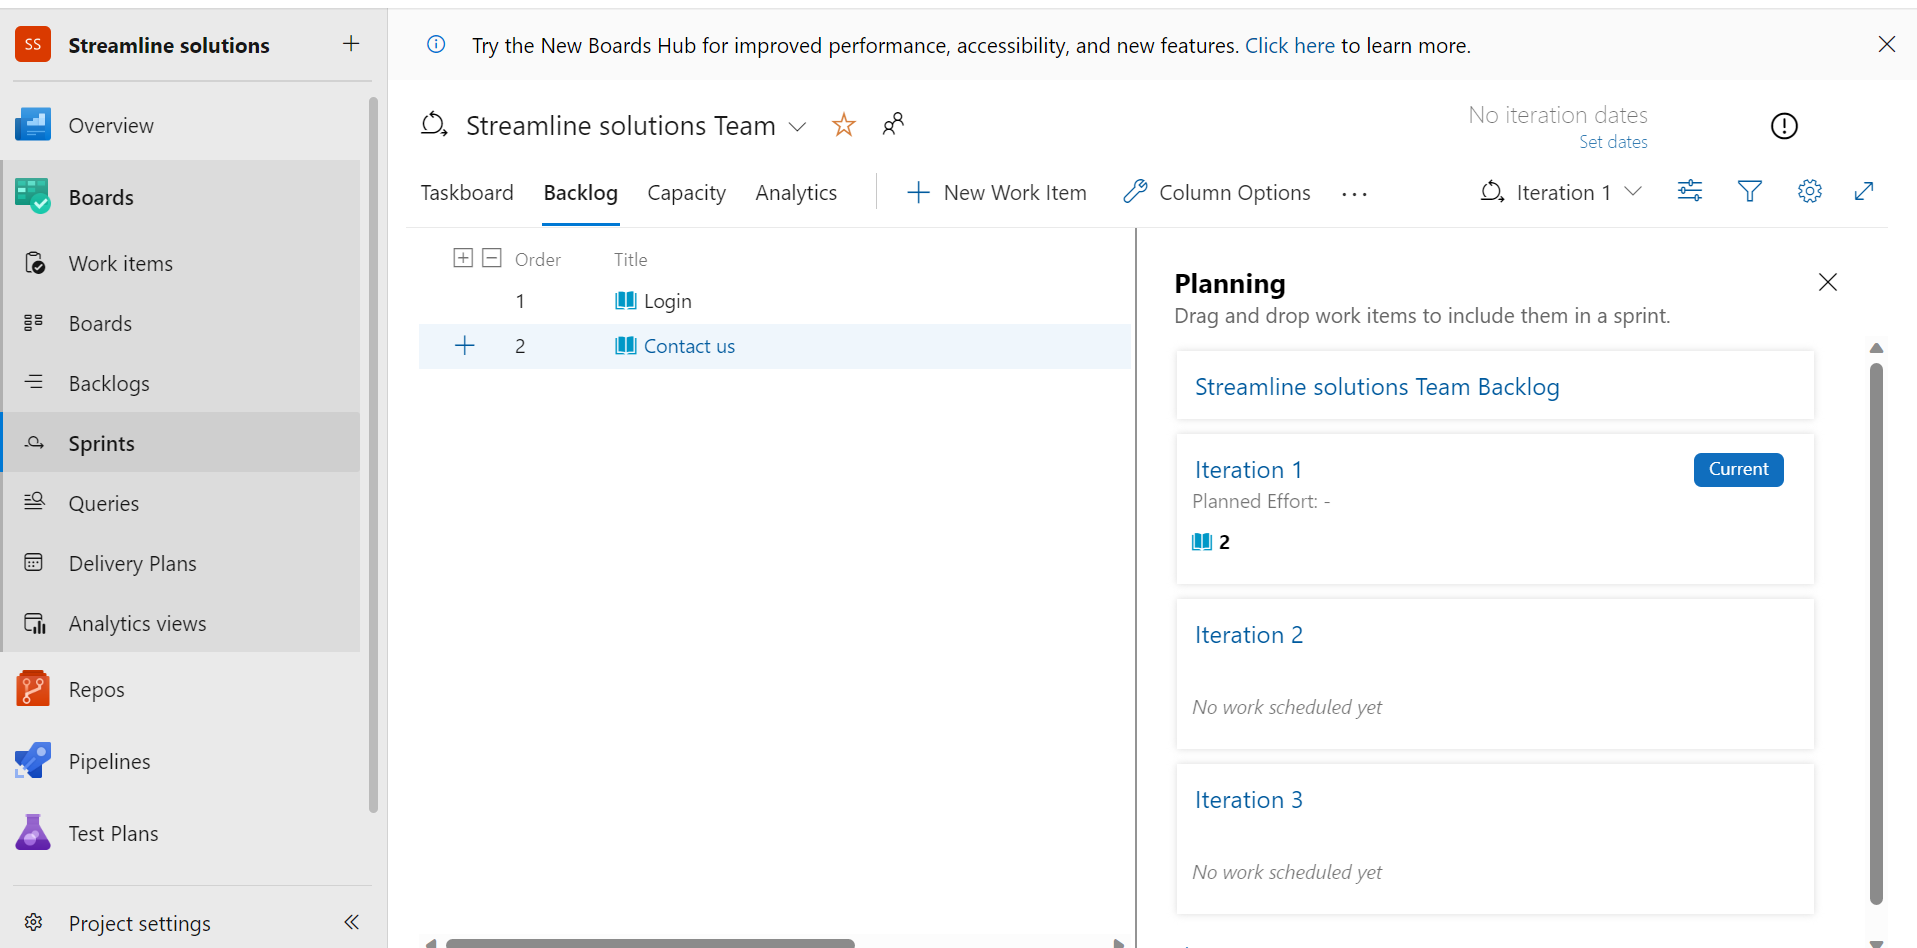 SS Streamline solutions
Overview
Boards
Work items
Boards
Backlogs
Sprints
Queries
Delivery Plans
Analytics views
Repos
Pipelines
Test Plans
Project settings
Try the New Boards Hub for improved performance, accessibility, and new features. Click here to learn more.
Streamline solutions Team
No iteration dates
Set dates
Taskboard Backlog Capacity Analytics New Work Item Column Options Iteration 1
Order Title
1 Login
2 Contact us
Planning
Drag and drop work items to include them in a sprint.
Streamline solutions Team Backlog
Iteration 1 Current
Planned Effort: -
2
Iteration 2
No work scheduled yet
Iteration 3
No work scheduled yet